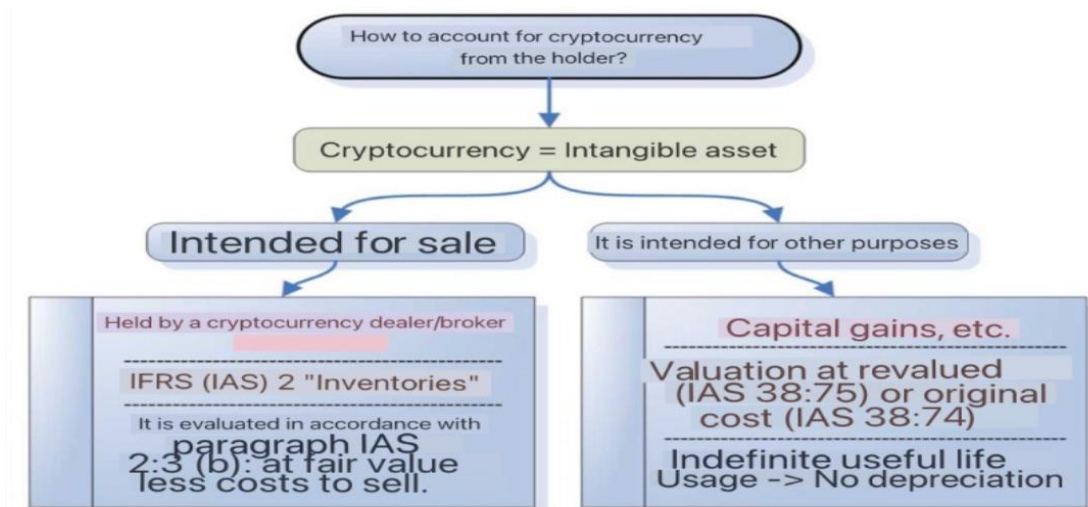 How to account for cryptocurrency
from the holder?
Cryptocurrency = Intangible asset
Intended for sale
It is intended for other purposes
Held by a cryptocurrency dealer/broker
IFRS (IAS) 2 "Inventories"
It is evaluated in accordance with
paragraph IAS
2:3 (b): at fair value
less costs to sell.
Capital gains, etc.
Valuation at revalued
(IAS 38:75) or original
cost (IAS 38:74)
Indefinite useful life
Usage -> No depreciation